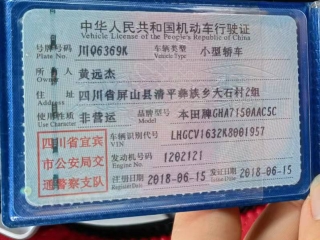 中华人民共和国机动车行驶证
Vehicle License of the People's Republic of China
号牌号码 川Q6369K 车辆类型 小型轿车
Plate No. Vehicle Type
所有人 黄远杰
Owner
住址 四川省屏山县清平彝族乡大石村2组
Address
使用性质 非营运 品牌型号 本田牌GHA7150AAC5C
Use Character Model
车辆识别代号 LHGCV1632K8001957
VIN
四川省宜宾
市公安局交
通警察支队
发动机号码 1202121
Engine No.
注册日期 2018-06-15 发证日期 2018-06-15
Register Date Issue Date